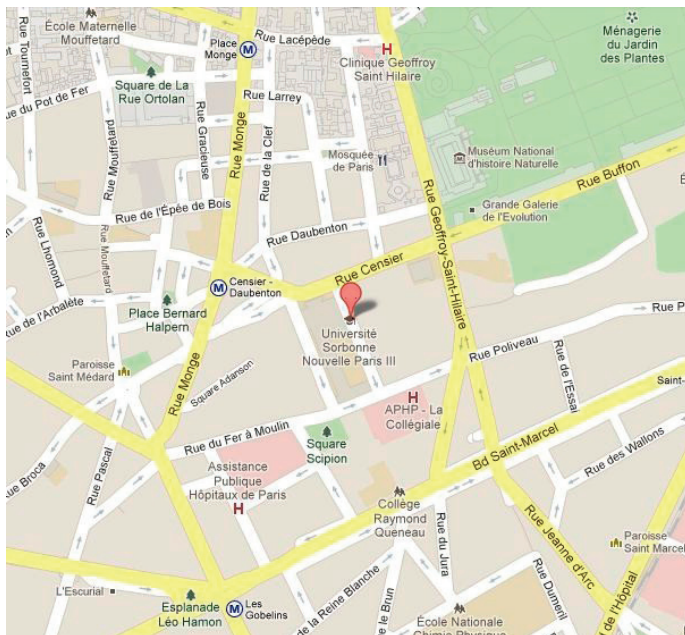 École Maternelle
Mouffetard
Rue Tournefort
Place
Monge
M
Rue Lacépède
H
Clinique Geoffroy
Saint Hilaire
Ménagerie
du Jardin
des Plantes
Square de La
Rue Ortolan
Rue du Pot de Fer
Rue Larrey
Rue Mouffetard
Rue Gracieuse
Rue Monge
Rue de la Clef
Mosquée
de Paris
Muséum National
d'histoire Naturelle
Rue Buffon
Rue de l'Épée de Bois
Rue Geoffroy-Saint-Hilaire
Grande Galerie
de l'Evolution
Rue Lhomond
Rue Mouffetard
Rue Daubenton
Rue Censier
M
Censier -
Daubenton
Rue de l'Arbalète
Place Bernard
Halpern
Université
Sorbonne
Nouvelle Paris III
Rue Poliveau
Rue P
Paroisse
Saint Médard
Square Adanson
Rue Monge
Rue de l'Essai
Saint-
H
APHP - La
Collégiale
Rue du Fer à Moulin
Square
Scipion
Bd Saint-Marcel
Rue des Wallons
Rue Broca
Rue Pascal
Assistance
Publique
Hôpitaux de Paris
H
Collège
Raymond
Queneau
Rue du Jura
Rue Jeanne d'Arc
Paroisse
Saint Marcel
de l'Hôpital
L'Escurial
Esplanade
Léo Hamon
M
Les
Gobelins
de la Reine Blanche
le Brun
Rue Dumeril
École Nationale
Chimie Physique